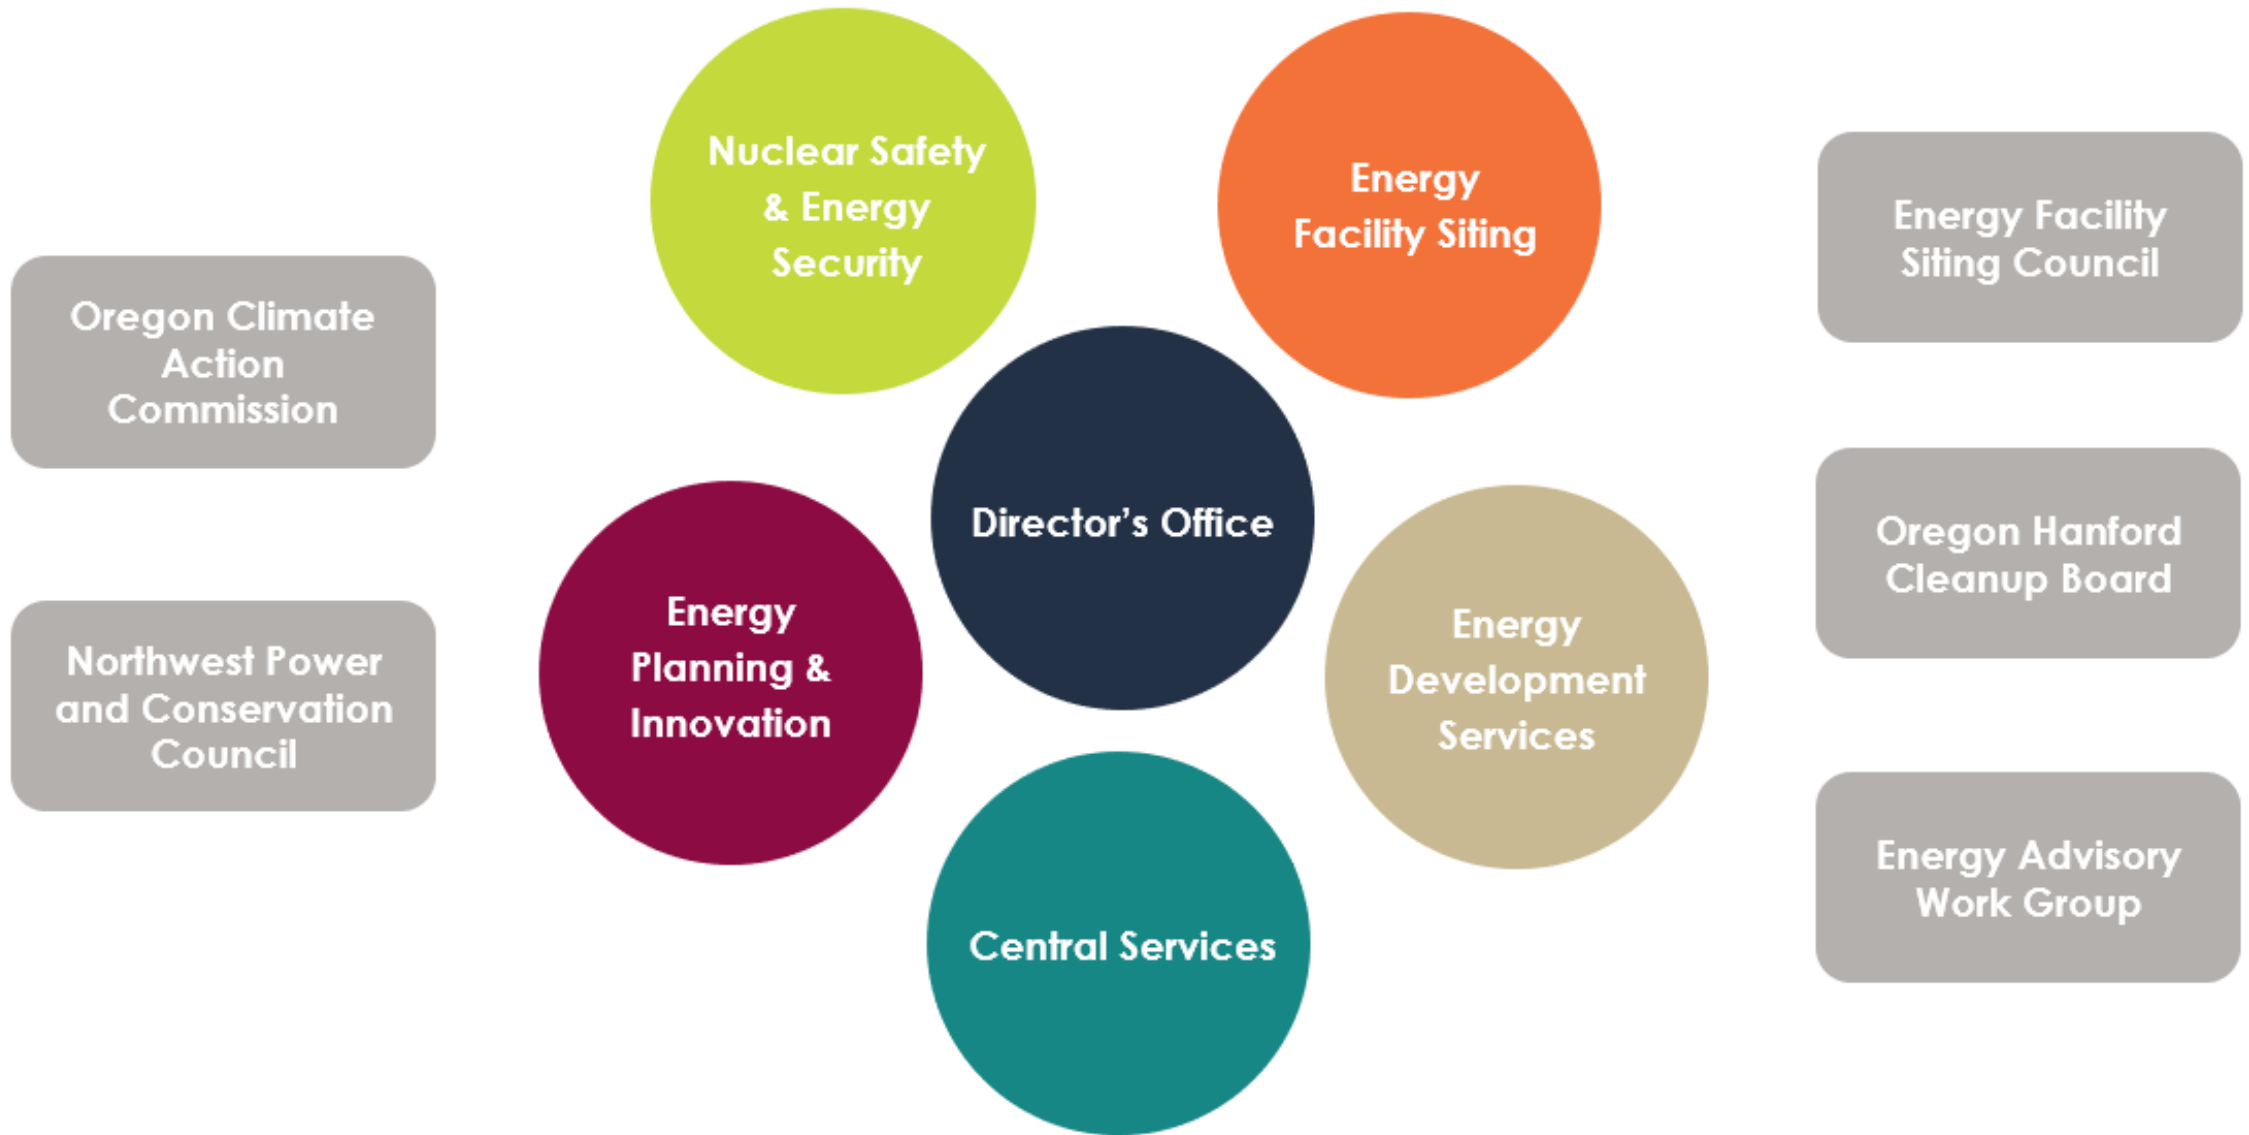 Nuclear Safety
& Energy
Security
Energy
Facility Siting
Energy Facility
Siting Council
Oregon Climate
Action
Commission
Director’s Office
Oregon Hanford
Cleanup Board
Energy
Planning &
Innovation
Energy
Development
Services
Northwest Power
and Conservation
Council
Energy Advisory
Work Group
Central Services